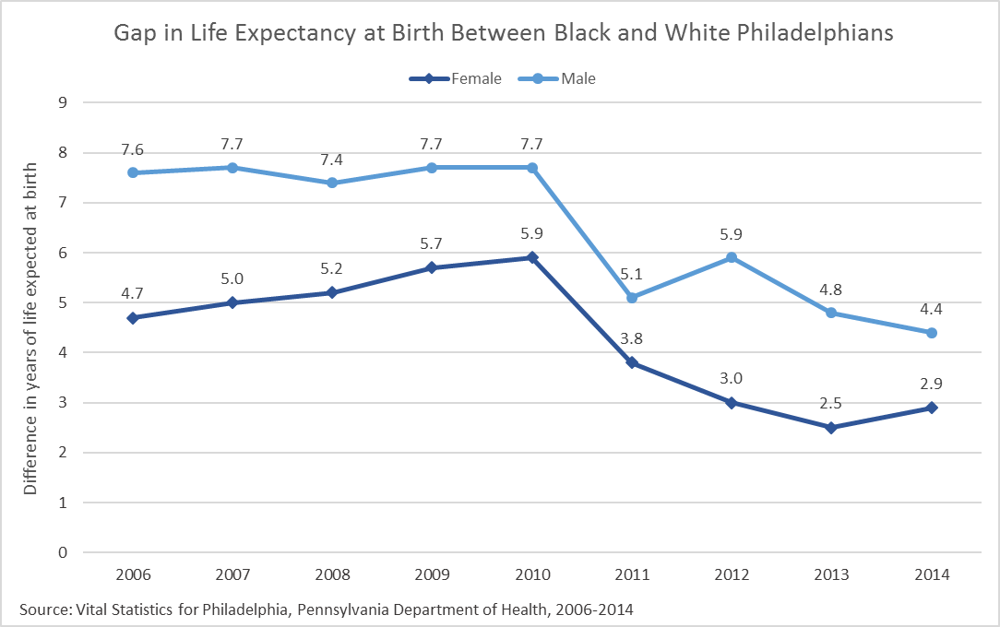 Gap in Life Expectancy at Birth Between Black and White Philadelphians
Female Male
Difference in years of life expected at birth
9
8
7
6
5
4
3
2
1
0
7.6 7.7 7.4 7.7 7.7 5.1 5.9 4.8 4.4
4.7 5.0 5.2 5.7 5.9 3.8 3.0 2.5 2.9
2006 2007 2008 2009 2010 2011 2012 2013 2014
Source: Vital Statistics for Philadelphia, Pennsylvania Department of Health, 2006-2014